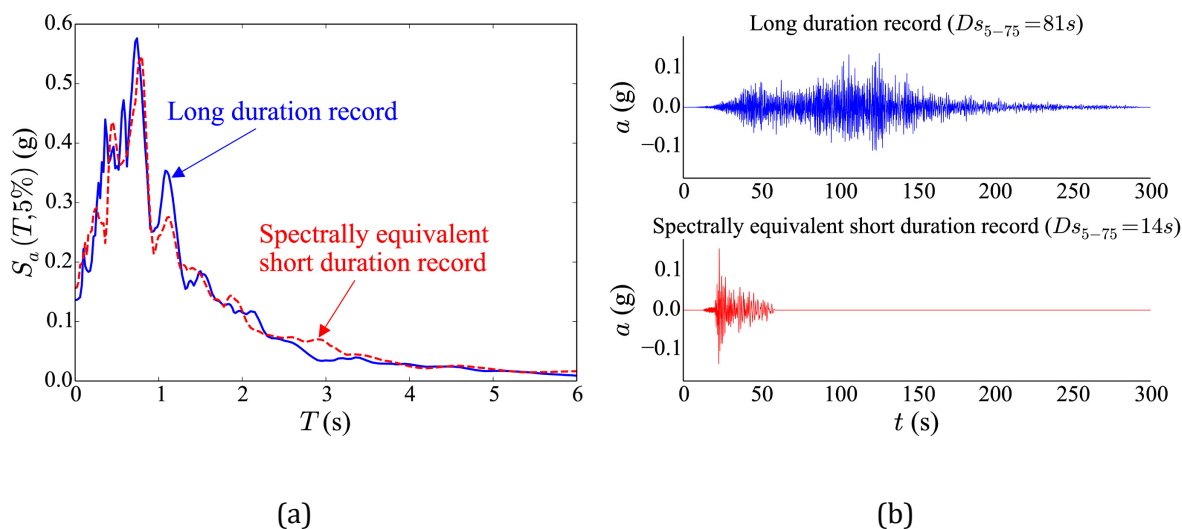 0.6
0.5
0.4
0.3
0.2
0.1
0.0
Sₐ(T,5%) (g)
Long duration record
Spectrally equivalent
short duration record
0 1 2 3 4 5 6
T (s)
(a)
Long duration record (Ds₅₋₇₅=81s)
0.1
0.0
−0.1
a (g)
0 50 100 150 200 250 300
Spectrally equivalent short duration record (Ds₅₋₇₅=14s)
0.1
0.0
−0.1
a (g)
0 50 100 150 200 250 300
t (s)
(b)